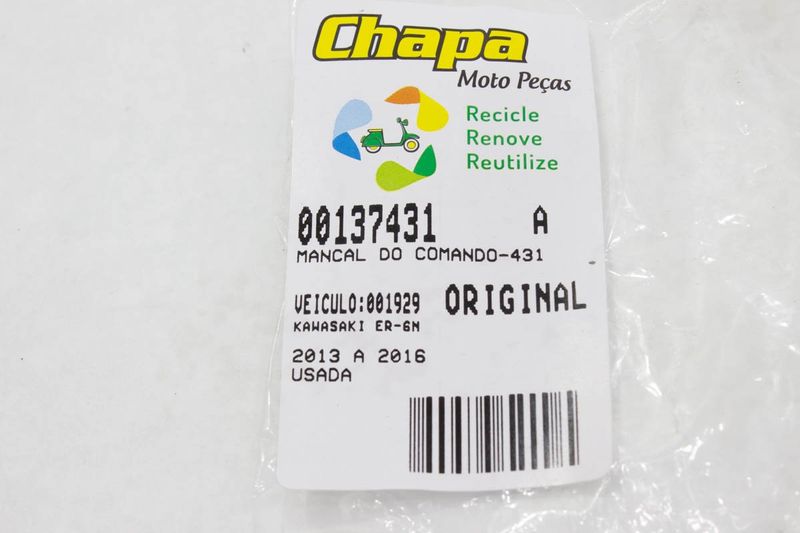 Chapa
Moto Peças
Recicle
Renove
Reutilize
00137431 A
MANCAL DO COMANDO-431
VEICULO:001929 ORIGINAL
KAWASAKI ER-6N
2013 A 2016
USADA